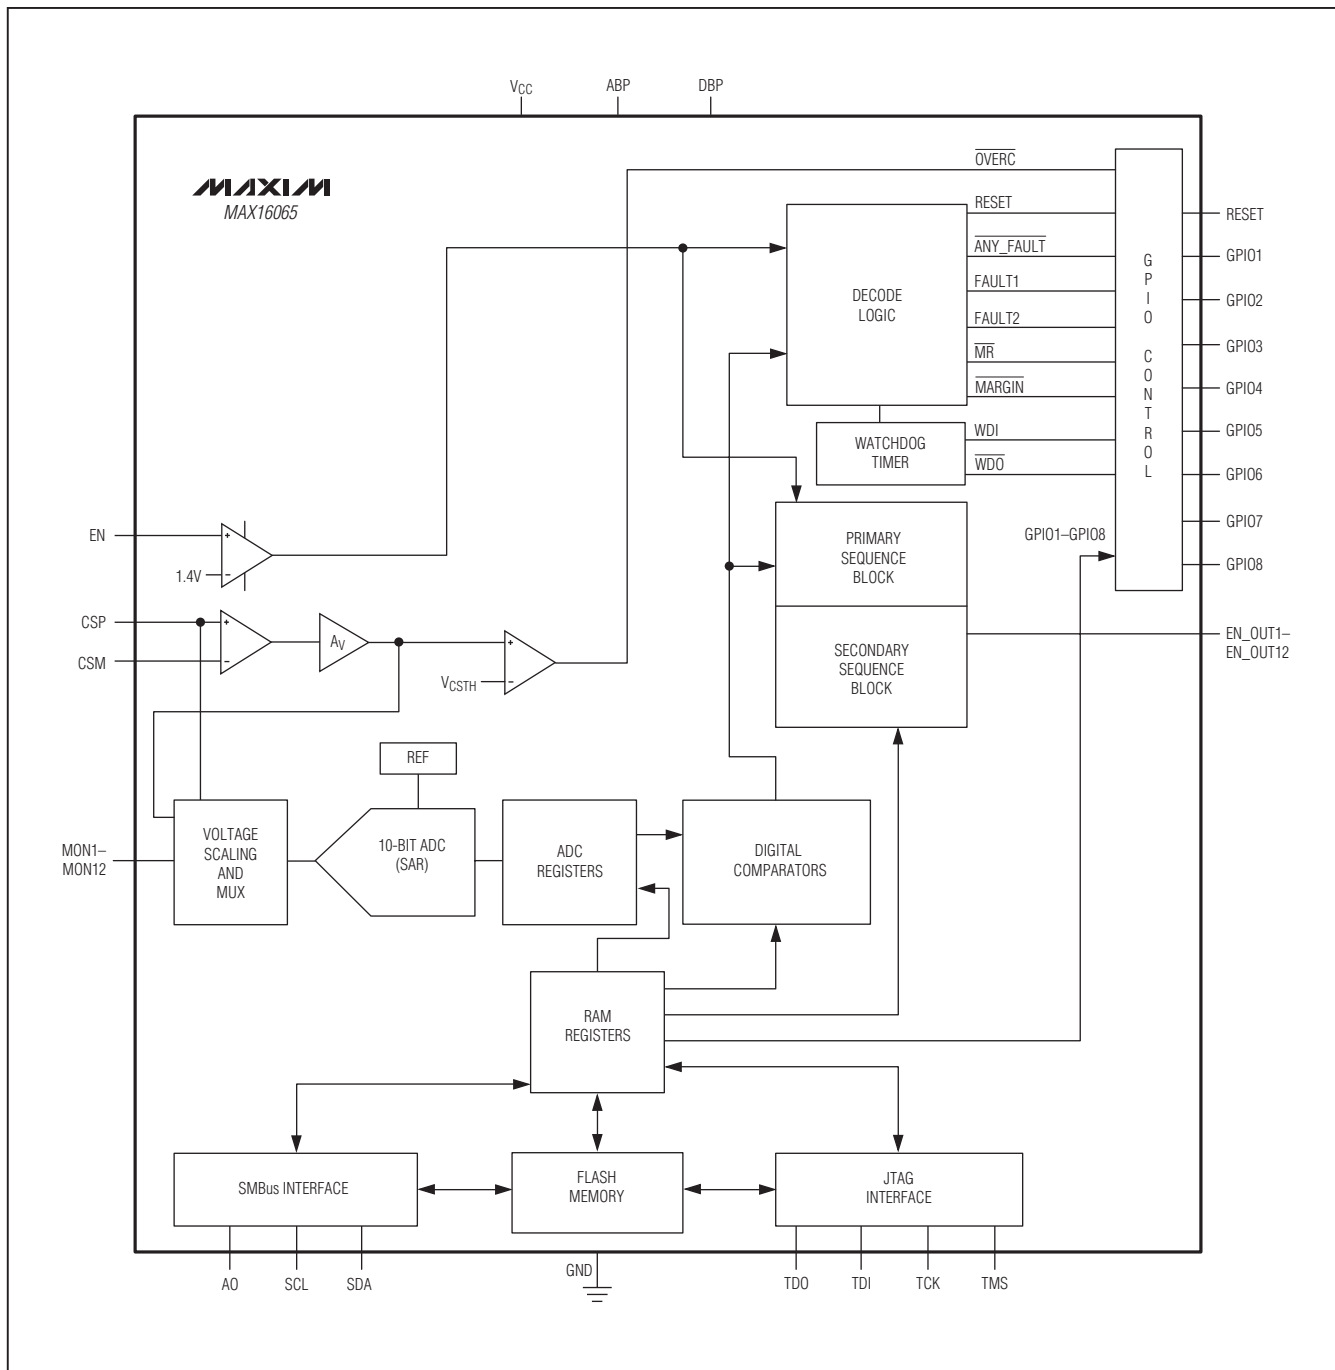 VCC
ABP
DBP
MAXIM
MAX16065
OVERC
RESET
ANY_FAULT
FAULT1
FAULT2
MR
MARGIN
WDI
WDO
DECODE
LOGIC
WATCHDOG
TIMER
GPIO CONTROL
RESET
GPIO1
GPIO2
GPIO3
GPIO4
GPIO5
GPIO6
GPIO7
GPIO8
GPIO1–GPIO8
EN
+
1.4V
−
PRIMARY
SEQUENCE
BLOCK
SECONDARY
SEQUENCE
BLOCK
EN_OUT1–
EN_OUT12
CSP
+
CSM
−
AV
+
VCSTH
−
REF
MON1–
MON12
VOLTAGE
SCALING
AND
MUX
10-BIT ADC
(SAR)
ADC
REGISTERS
DIGITAL
COMPARATORS
RAM
REGISTERS
SMBus INTERFACE
FLASH
MEMORY
JTAG
INTERFACE
AO
SCL
SDA
GND
TDO
TDI
TCK
TMS